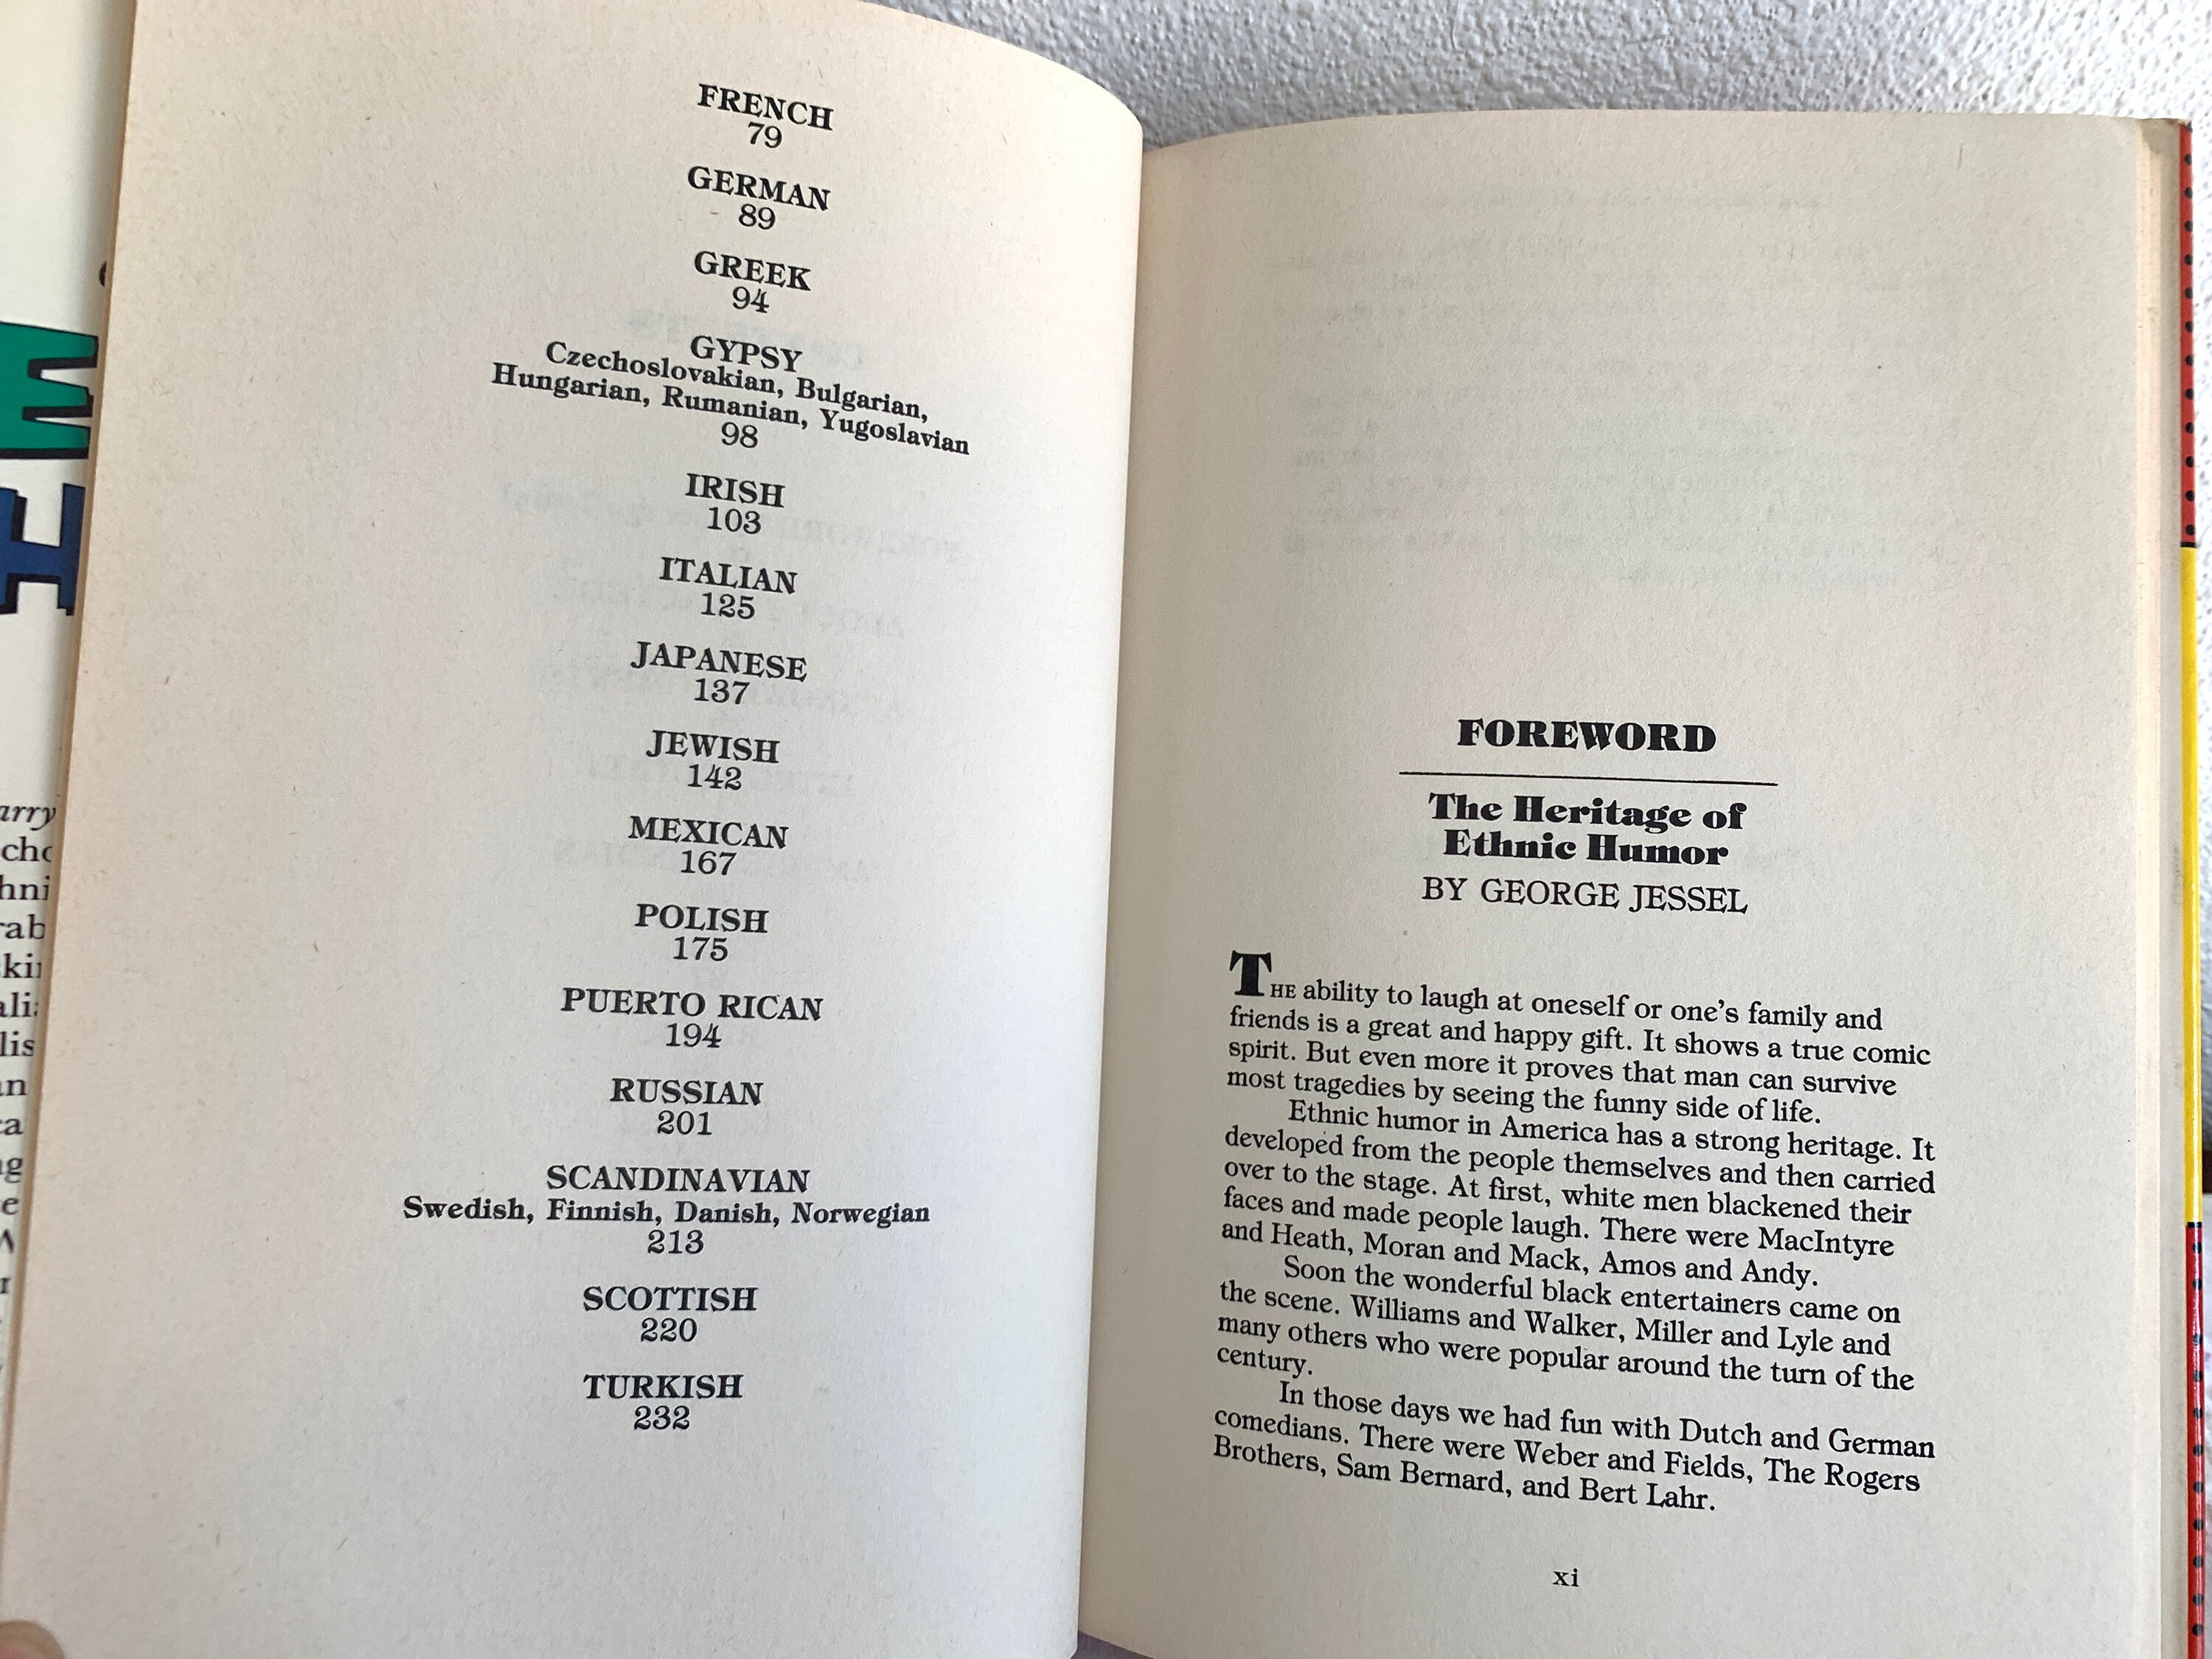 FRENCH
79
GERMAN
89
GREEK
94
GYPSY
Czechoslovakian, Bulgarian,
Hungarian, Rumanian, Yugoslavian
98
IRISH
103
ITALIAN
125
JAPANESE
137
JEWISH
142
MEXICAN
167
POLISH
175
PUERTO RICAN
194
RUSSIAN
201
SCANDINAVIAN
Swedish, Finnish, Danish, Norwegian
213
SCOTTISH
220
TURKISH
232
FOREWORD
The Heritage of
Ethnic Humor
BY GEORGE JESSEL
THE ability to laugh at oneself or one's family and
friends is a great and happy gift. It shows a true comic
spirit. But even more it proves that man can survive
most tragedies by seeing the funny side of life.
Ethnic humor in America has a strong heritage. It
developed from the people themselves and then carried
over to the stage. At first, white men blackened their
faces and made people laugh. There were MacIntyre
and Heath, Moran and Mack, Amos and Andy.
Soon the wonderful black entertainers came on
the scene. Williams and Walker, Miller and Lyle and
many others who were popular around the turn of the
century.
In those days we had fun with Dutch and German
comedians. There were Weber and Fields, The Rogers
Brothers, Sam Bernard, and Bert Lahr.
xi